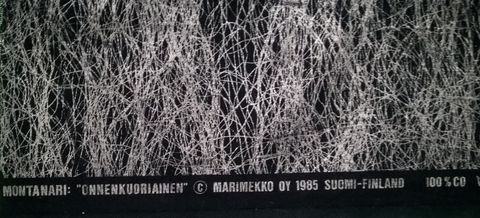 MONTANARI: "ONNENKUORIAINEN" © MARIMEKKO OY 1985 SUOMI-FINLAND 100% CO